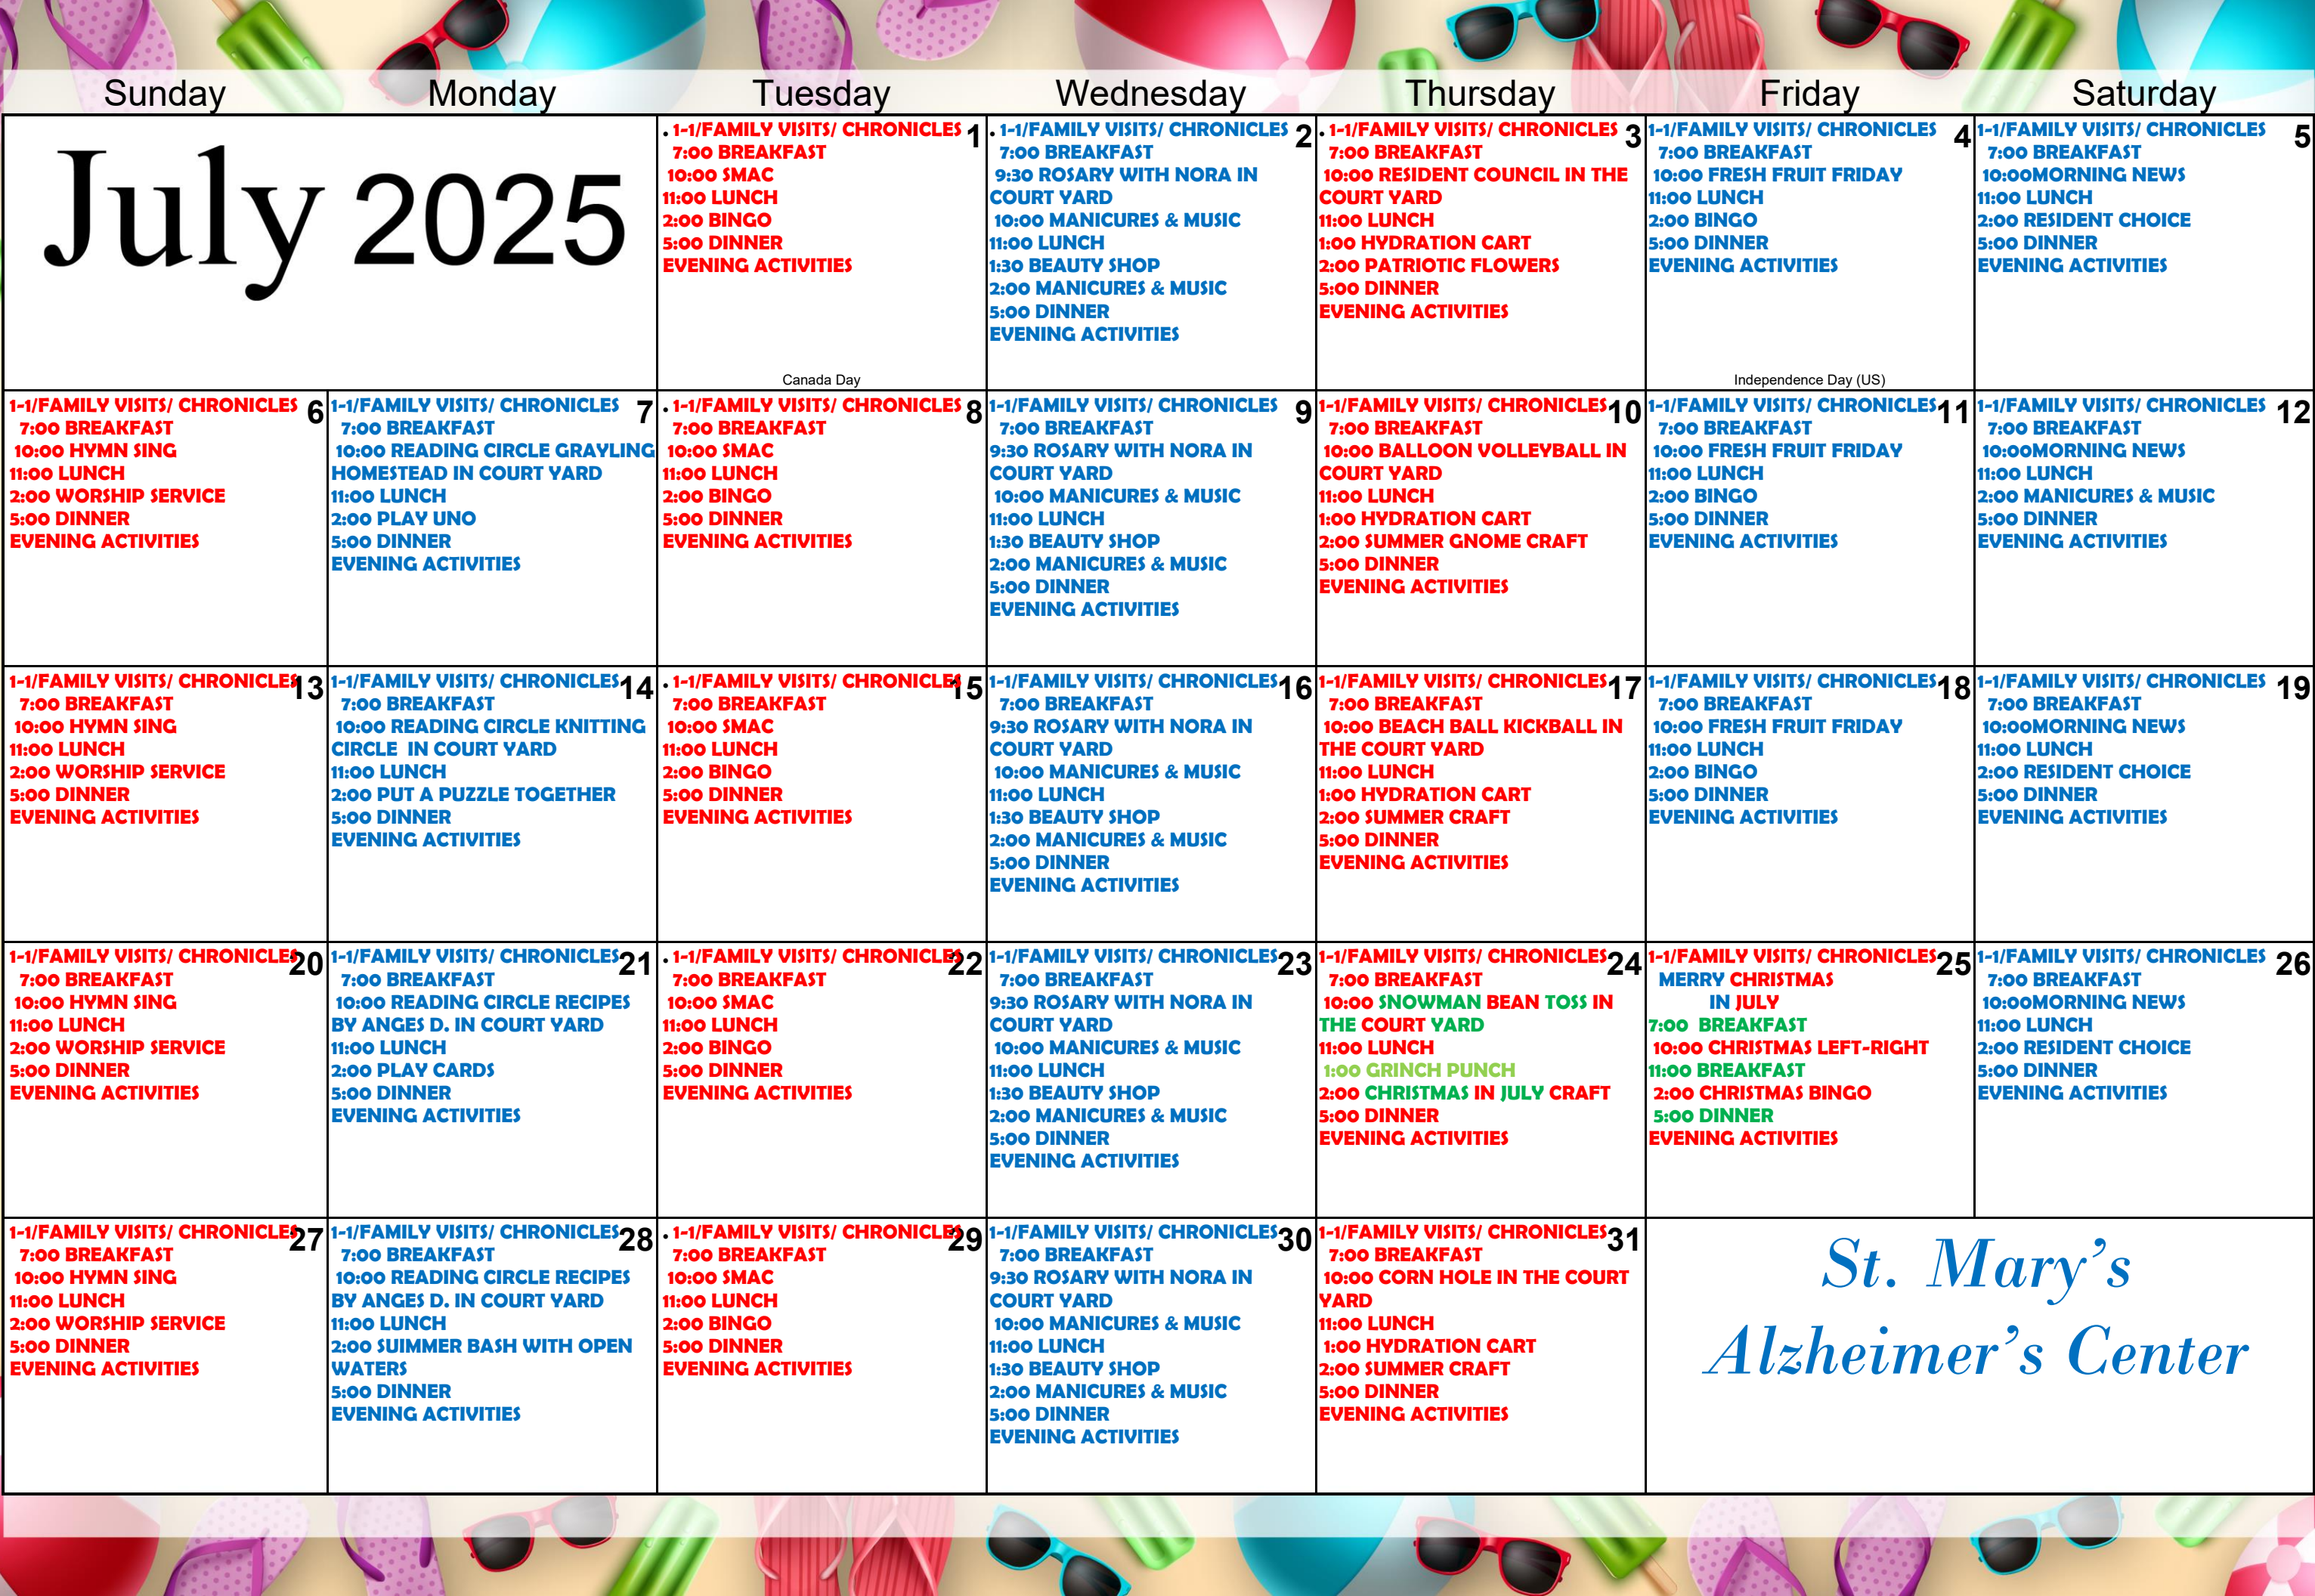 Sunday Monday Tuesday Wednesday Thursday Friday Saturday
July 2025
. 1-1/FAMILY VISITS/ CHRONICLES 1
7:00 BREAKFAST
10:00 SMAC
11:00 LUNCH
2:00 BINGO
5:00 DINNER
EVENING ACTIVITIES
Canada Day
. 1-1/FAMILY VISITS/ CHRONICLES 2
7:00 BREAKFAST
9:30 ROSARY WITH NORA IN
COURT YARD
10:00 MANICURES & MUSIC
11:00 LUNCH
1:30 BEAUTY SHOP
2:00 MANICURES & MUSIC
5:00 DINNER
EVENING ACTIVITIES
. 1-1/FAMILY VISITS/ CHRONICLES 3
7:00 BREAKFAST
10:00 RESIDENT COUNCIL IN THE
COURT YARD
11:00 LUNCH
1:00 HYDRATION CART
2:00 PATRIOTIC FLOWERS
5:00 DINNER
EVENING ACTIVITIES
1-1/FAMILY VISITS/ CHRONICLES 4
7:00 BREAKFAST
10:00 FRESH FRUIT FRIDAY
11:00 LUNCH
2:00 BINGO
5:00 DINNER
EVENING ACTIVITIES
Independence Day (US)
1-1/FAMILY VISITS/ CHRONICLES 5
7:00 BREAKFAST
10:00MORNING NEWS
11:00 LUNCH
2:00 RESIDENT CHOICE
5:00 DINNER
EVENING ACTIVITIES
1-1/FAMILY VISITS/ CHRONICLES 6
7:00 BREAKFAST
10:00 HYMN SING
11:00 LUNCH
2:00 WORSHIP SERVICE
5:00 DINNER
EVENING ACTIVITIES
1-1/FAMILY VISITS/ CHRONICLES 7
7:00 BREAKFAST
10:00 READING CIRCLE GRAYLING
HOMESTEAD IN COURT YARD
11:00 LUNCH
2:00 PLAY UNO
5:00 DINNER
EVENING ACTIVITIES
. 1-1/FAMILY VISITS/ CHRONICLES 8
7:00 BREAKFAST
10:00 SMAC
11:00 LUNCH
2:00 BINGO
5:00 DINNER
EVENING ACTIVITIES
1-1/FAMILY VISITS/ CHRONICLES 9
7:00 BREAKFAST
9:30 ROSARY WITH NORA IN
COURT YARD
10:00 MANICURES & MUSIC
11:00 LUNCH
1:30 BEAUTY SHOP
2:00 MANICURES & MUSIC
5:00 DINNER
EVENING ACTIVITIES
1-1/FAMILY VISITS/ CHRONICLES 10
7:00 BREAKFAST
10:00 BALLOON VOLLEYBALL IN
COURT YARD
11:00 LUNCH
1:00 HYDRATION CART
2:00 SUMMER GNOME CRAFT
5:00 DINNER
EVENING ACTIVITIES
1-1/FAMILY VISITS/ CHRONICLES 11
7:00 BREAKFAST
10:00 FRESH FRUIT FRIDAY
11:00 LUNCH
2:00 BINGO
5:00 DINNER
EVENING ACTIVITIES
1-1/FAMILY VISITS/ CHRONICLES 12
7:00 BREAKFAST
10:00MORNING NEWS
11:00 LUNCH
2:00 MANICURES & MUSIC
5:00 DINNER
EVENING ACTIVITIES
1-1/FAMILY VISITS/ CHRONICLES 13
7:00 BREAKFAST
10:00 HYMN SING
11:00 LUNCH
2:00 WORSHIP SERVICE
5:00 DINNER
EVENING ACTIVITIES
1-1/FAMILY VISITS/ CHRONICLES 14
7:00 BREAKFAST
10:00 READING CIRCLE KNITTING
CIRCLE IN COURT YARD
11:00 LUNCH
2:00 PUT A PUZZLE TOGETHER
5:00 DINNER
EVENING ACTIVITIES
. 1-1/FAMILY VISITS/ CHRONICLES 15
7:00 BREAKFAST
10:00 SMAC
11:00 LUNCH
2:00 BINGO
5:00 DINNER
EVENING ACTIVITIES
1-1/FAMILY VISITS/ CHRONICLES 16
7:00 BREAKFAST
9:30 ROSARY WITH NORA IN
COURT YARD
10:00 MANICURES & MUSIC
11:00 LUNCH
1:30 BEAUTY SHOP
2:00 MANICURES & MUSIC
5:00 DINNER
EVENING ACTIVITIES
1-1/FAMILY VISITS/ CHRONICLES 17
7:00 BREAKFAST
10:00 BEACH BALL KICKBALL IN
THE COURT YARD
11:00 LUNCH
1:00 HYDRATION CART
2:00 SUMMER CRAFT
5:00 DINNER
EVENING ACTIVITIES
1-1/FAMILY VISITS/ CHRONICLES 18
7:00 BREAKFAST
10:00 FRESH FRUIT FRIDAY
11:00 LUNCH
2:00 BINGO
5:00 DINNER
EVENING ACTIVITIES
1-1/FAMILY VISITS/ CHRONICLES 19
7:00 BREAKFAST
10:00MORNING NEWS
11:00 LUNCH
2:00 RESIDENT CHOICE
5:00 DINNER
EVENING ACTIVITIES
1-1/FAMILY VISITS/ CHRONICLES 20
7:00 BREAKFAST
10:00 HYMN SING
11:00 LUNCH
2:00 WORSHIP SERVICE
5:00 DINNER
EVENING ACTIVITIES
1-1/FAMILY VISITS/ CHRONICLES 21
7:00 BREAKFAST
10:00 READING CIRCLE RECIPES
BY ANGES D. IN COURT YARD
11:00 LUNCH
2:00 PLAY CARDS
5:00 DINNER
EVENING ACTIVITIES
. 1-1/FAMILY VISITS/ CHRONICLES 22
7:00 BREAKFAST
10:00 SMAC
11:00 LUNCH
2:00 BINGO
5:00 DINNER
EVENING ACTIVITIES
1-1/FAMILY VISITS/ CHRONICLES 23
7:00 BREAKFAST
9:30 ROSARY WITH NORA IN
COURT YARD
10:00 MANICURES & MUSIC
11:00 LUNCH
1:30 BEAUTY SHOP
2:00 MANICURES & MUSIC
5:00 DINNER
EVENING ACTIVITIES
1-1/FAMILY VISITS/ CHRONICLES 24
7:00 BREAKFAST
10:00 SNOWMAN BEAN TOSS IN
THE COURT YARD
11:00 LUNCH
1:00 GRINCH PUNCH
2:00 CHRISTMAS IN JULY CRAFT
5:00 DINNER
EVENING ACTIVITIES
1-1/FAMILY VISITS/ CHRONICLES 25
MERRY CHRISTMAS
IN JULY
7:00 BREAKFAST
10:00 CHRISTMAS LEFT-RIGHT
11:00 BREAKFAST
2:00 CHRISTMAS BINGO
5:00 DINNER
EVENING ACTIVITIES
1-1/FAMILY VISITS/ CHRONICLES 26
7:00 BREAKFAST
10:00MORNING NEWS
11:00 LUNCH
2:00 RESIDENT CHOICE
5:00 DINNER
EVENING ACTIVITIES
1-1/FAMILY VISITS/ CHRONICLES 27
7:00 BREAKFAST
10:00 HYMN SING
11:00 LUNCH
2:00 WORSHIP SERVICE
5:00 DINNER
EVENING ACTIVITIES
1-1/FAMILY VISITS/ CHRONICLES 28
7:00 BREAKFAST
10:00 READING CIRCLE RECIPES
BY ANGES D. IN COURT YARD
11:00 LUNCH
2:00 SUIMMER BASH WITH OPEN
WATERS
5:00 DINNER
EVENING ACTIVITIES
. 1-1/FAMILY VISITS/ CHRONICLES 29
7:00 BREAKFAST
10:00 SMAC
11:00 LUNCH
2:00 BINGO
5:00 DINNER
EVENING ACTIVITIES
1-1/FAMILY VISITS/ CHRONICLES 30
7:00 BREAKFAST
9:30 ROSARY WITH NORA IN
COURT YARD
10:00 MANICURES & MUSIC
11:00 LUNCH
1:30 BEAUTY SHOP
2:00 MANICURES & MUSIC
5:00 DINNER
EVENING ACTIVITIES
1-1/FAMILY VISITS/ CHRONICLES 31
7:00 BREAKFAST
10:00 CORN HOLE IN THE COURT
YARD
11:00 LUNCH
1:00 HYDRATION CART
2:00 SUMMER CRAFT
5:00 DINNER
EVENING ACTIVITIES
St. Mary's
Alzheimer's Center